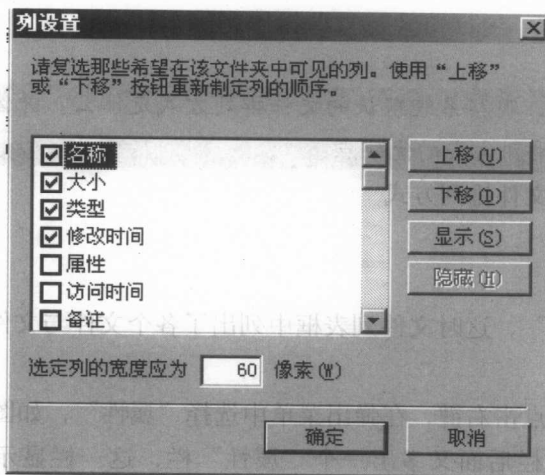 列设置
请复选那些希望在该文件夹中可见的列。使用“上移”
或“下移”按钮重新制定列的顺序。
名称
大小
类型
修改时间
属性
访问时间
备注
上移(U)
下移(D)
显示(S)
隐藏(H)
选定列的宽度应为 60 像素(W)
确定
取消